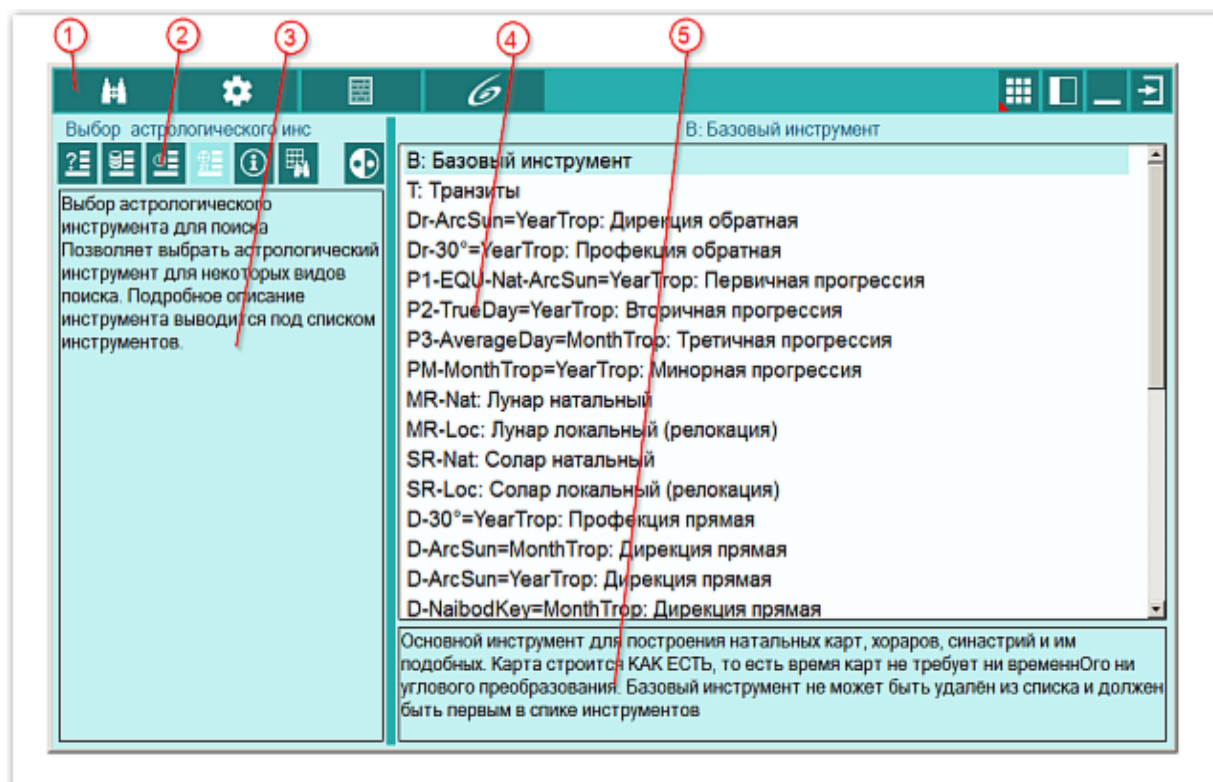 1 2 3 4 5
Выбор астрологического инс
В: Базовый инструмент
Выбор астрологического
инструмента для поиска
Позволяет выбрать астрологический
инструмент для некоторых видов
поиска. Подробное описание
инструмента выводится под списком
инструментов.
В: Базовый инструмент
Т: Транзиты
Dr-ArcSun=YearTrop: Дирекция обратная
Dr-30°=YearTrop: Профекция обратная
P1-EQU-Nat-ArcSun=YearTrop: Первичная прогрессия
P2-TrueDay=YearTrop: Вторичная прогрессия
P3-AverageDay=MonthTrop: Третичная прогрессия
PM-MonthTrop=YearTrop: Минорная прогрессия
MR-Nat: Лунар натальный
MR-Loc: Лунар локальный (релокация)
SR-Nat: Солар натальный
SR-Loc: Солар локальный (релокация)
D-30°=YearTrop: Профекция прямая
D-ArcSun=MonthTrop: Дирекция прямая
D-ArcSun=YearTrop: Дирекция прямая
D-NaibodKey=MonthTrop: Дирекция прямая
Основной инструмент для построения натальных карт, хораров, синастрий и им
подобных. Карта строится КАК ЕСТЬ, то есть время карт не требует ни временнОго ни
углового преобразования. Базовый инструмент не может быть удалён из списка и должен
быть первым в спике инструментов